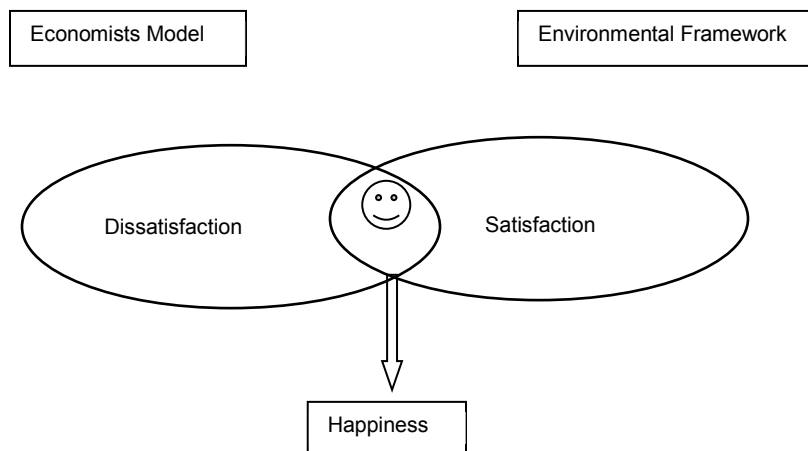 Economists Model
Environmental Framework
Dissatisfaction
Satisfaction
Happiness